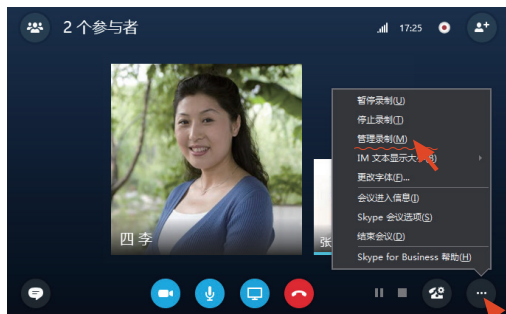 2 个参与者
17:25
四 李
张
暂停录制(U)
停止录制(T)
管理录制(M)
IM 文本显示大
更改字体(F)...
会议进入信息(I)
Skype 会议选项(S)
结束会议(D)
Skype for Business 帮助(H)